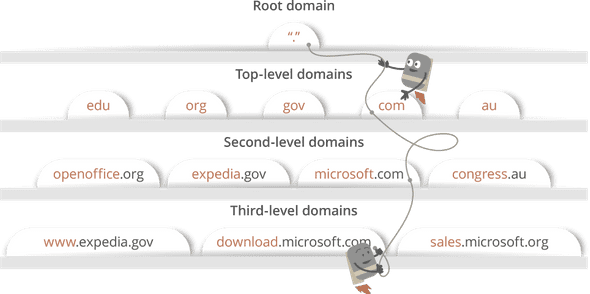 Root domain
"."
Top-level domains
edu org gov com au
Second-level domains
openoffice.org expedia.gov microsoft.com congress.au
Third-level domains
www.expedia.gov download.microsoft.com sales.microsoft.org